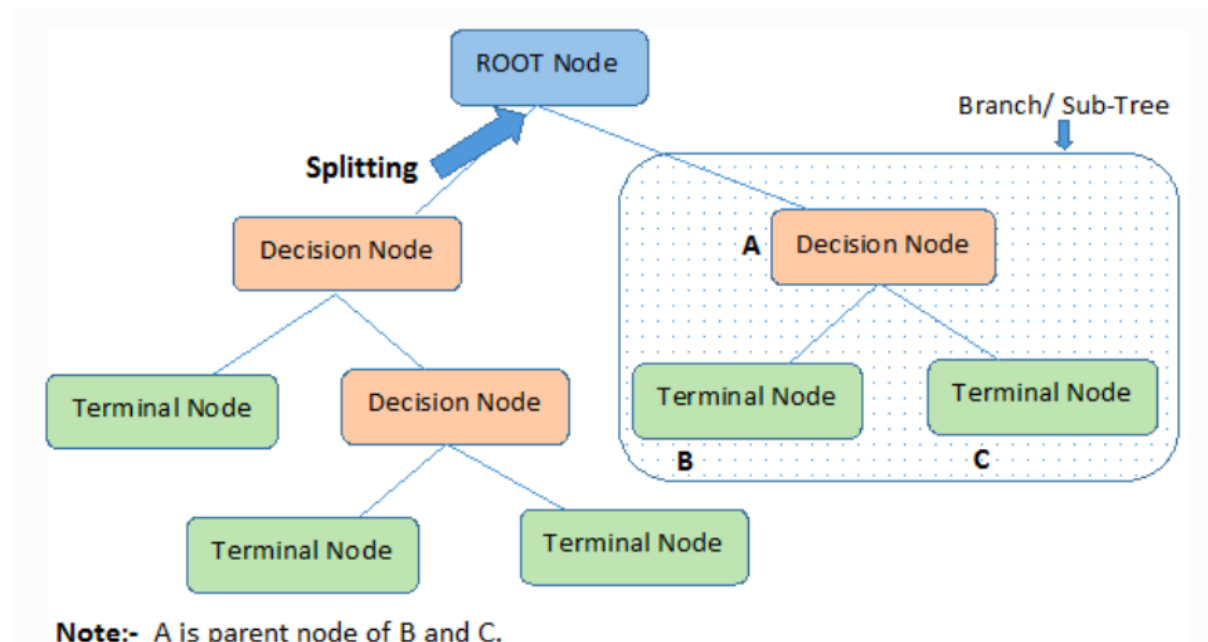 ROOT Node
Branch/ Sub-Tree
Splitting
Decision Node
A
Decision Node
Terminal Node
Decision Node
Terminal Node
Terminal Node
B
C
Terminal Node
Terminal Node
Note:- A is parent node of B and C.